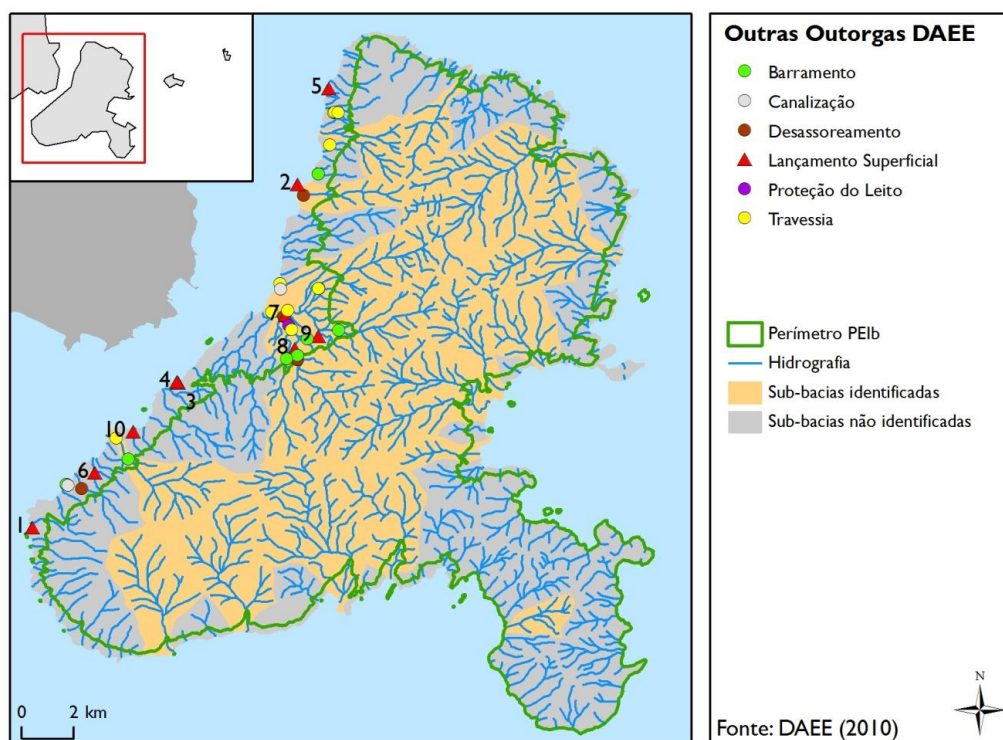 Outras Outorgas DAEE
Barramento
Canalização
Desassoreamento
Lançamento Superficial
Proteção do Leito
Travessia
Perímetro PEIb
Hidrografia
Sub-bacias identificadas
Sub-bacias não identificadas
N
Fonte: DAEE (2010)
5
2
7
9
8
4
3
10
6
1
0 2 km